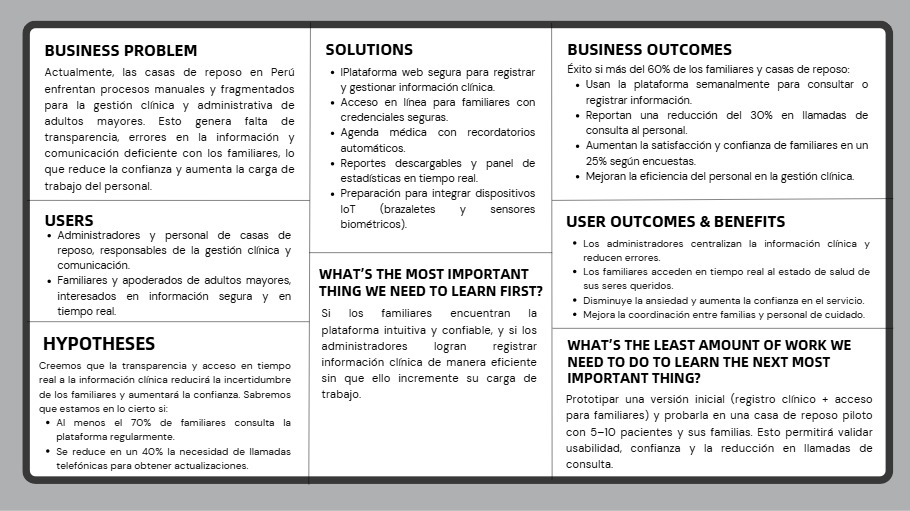 BUSINESS PROBLEM
Actualmente, las casas de reposo en Perú
enfrentan procesos manuales y fragmentados
para la gestión clínica y administrativa de
adultos mayores. Esto genera falta de
transparencia, errores en la información y
comunicación deficiente con los familiares, lo
que reduce la confianza y aumenta la carga de
trabajo del personal.
USERS
• Administradores y personal de casas de
reposo, responsables de la gestión clínica y
comunicación.
• Familiares y apoderados de adultos mayores,
interesados en información segura y en
tiempo real.
HYPOTHESES
Creemos que la transparencia y acceso en tiempo
real a la información clínica reducirá la incertidumbre
de los familiares y aumentará la confianza. Sabremos
que estamos en lo cierto si:
• Al menos el 70% de familiares consulta la
plataforma regularmente.
• Se reduce en un 40% la necesidad de llamadas
telefónicas para obtener actualizaciones.
SOLUTIONS
• lPlataforma web segura para registrar
y gestionar información clínica.
• Acceso en línea para familiares con
credenciales seguras.
• Agenda médica con recordatorios
automáticos.
• Reportes descargables y panel de
estadísticas en tiempo real.
• Preparación para integrar dispositivos
IoT (brazaletes y sensores
biométricos).
WHAT'S THE MOST IMPORTANT
THING WE NEED TO LEARN FIRST?
Si los familiares encuentran la
plataforma intuitiva y confiable, y si los
administradores logran registrar
información clínica de manera eficiente
sin que ello incremente su carga de
trabajo.
BUSINESS OUTCOMES
Éxito si más del 60% de los familiares y casas de reposo:
• Usan la plataforma semanalmente para consultar o
registrar información.
• Reportan una reducción del 30% en llamadas de
consulta al personal.
• Aumentan la satisfacción y confianza de familiares en un
25% según encuestas.
• Mejoran la eficiencia del personal en la gestión clínica.
USER OUTCOMES & BENEFITS
• Los administradores centralizan la información clínica y
reducen errores.
• Los familiares acceden en tiempo real al estado de salud de
sus seres queridos.
• Disminuye la ansiedad y aumenta la confianza en el servicio.
• Mejora la coordinación entre familias y personal de cuidado.
WHAT'S THE LEAST AMOUNT OF WORK WE
NEED TO DO TO LEARN THE NEXT MOST
IMPORTANT THING?
Prototipar una versión inicial (registro clínico + acceso
para familiares) y probarla en una casa de reposo piloto
con 5–10 pacientes y sus familias. Esto permitirá validar
usabilidad, confianza y la reducción en llamadas de
consulta.